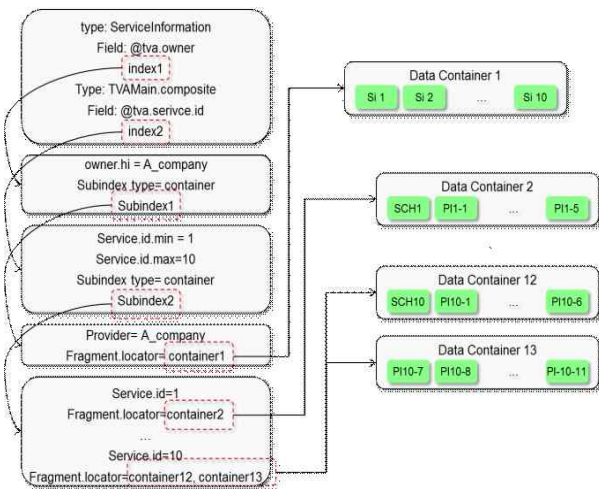 type: ServiceInformation
Field: @tva.owner
index1
Type: TVAMain.composite
Field: @tva.serivce.id
index2
owner.hi = A_company
Subindex type= container
Subindex1
Service.id.min = 1
Service.id.max=10
Subindex type= container
Subindex2
Provider= A_company
Fragment.locator= container1
Service.id=1
Fragment.locator=container2
...
Service.id=10
Fragment.locator=container12, container13
Data Container 1
Si 1 Si 2 ... Si 10
Data Container 2
SCH1 PI1-1 ... PI1-5
Data Container 12
SCH10 PI10-1 ... PI10-6
Data Container 13
PI10-7 PI10-8 ... PI-10-11